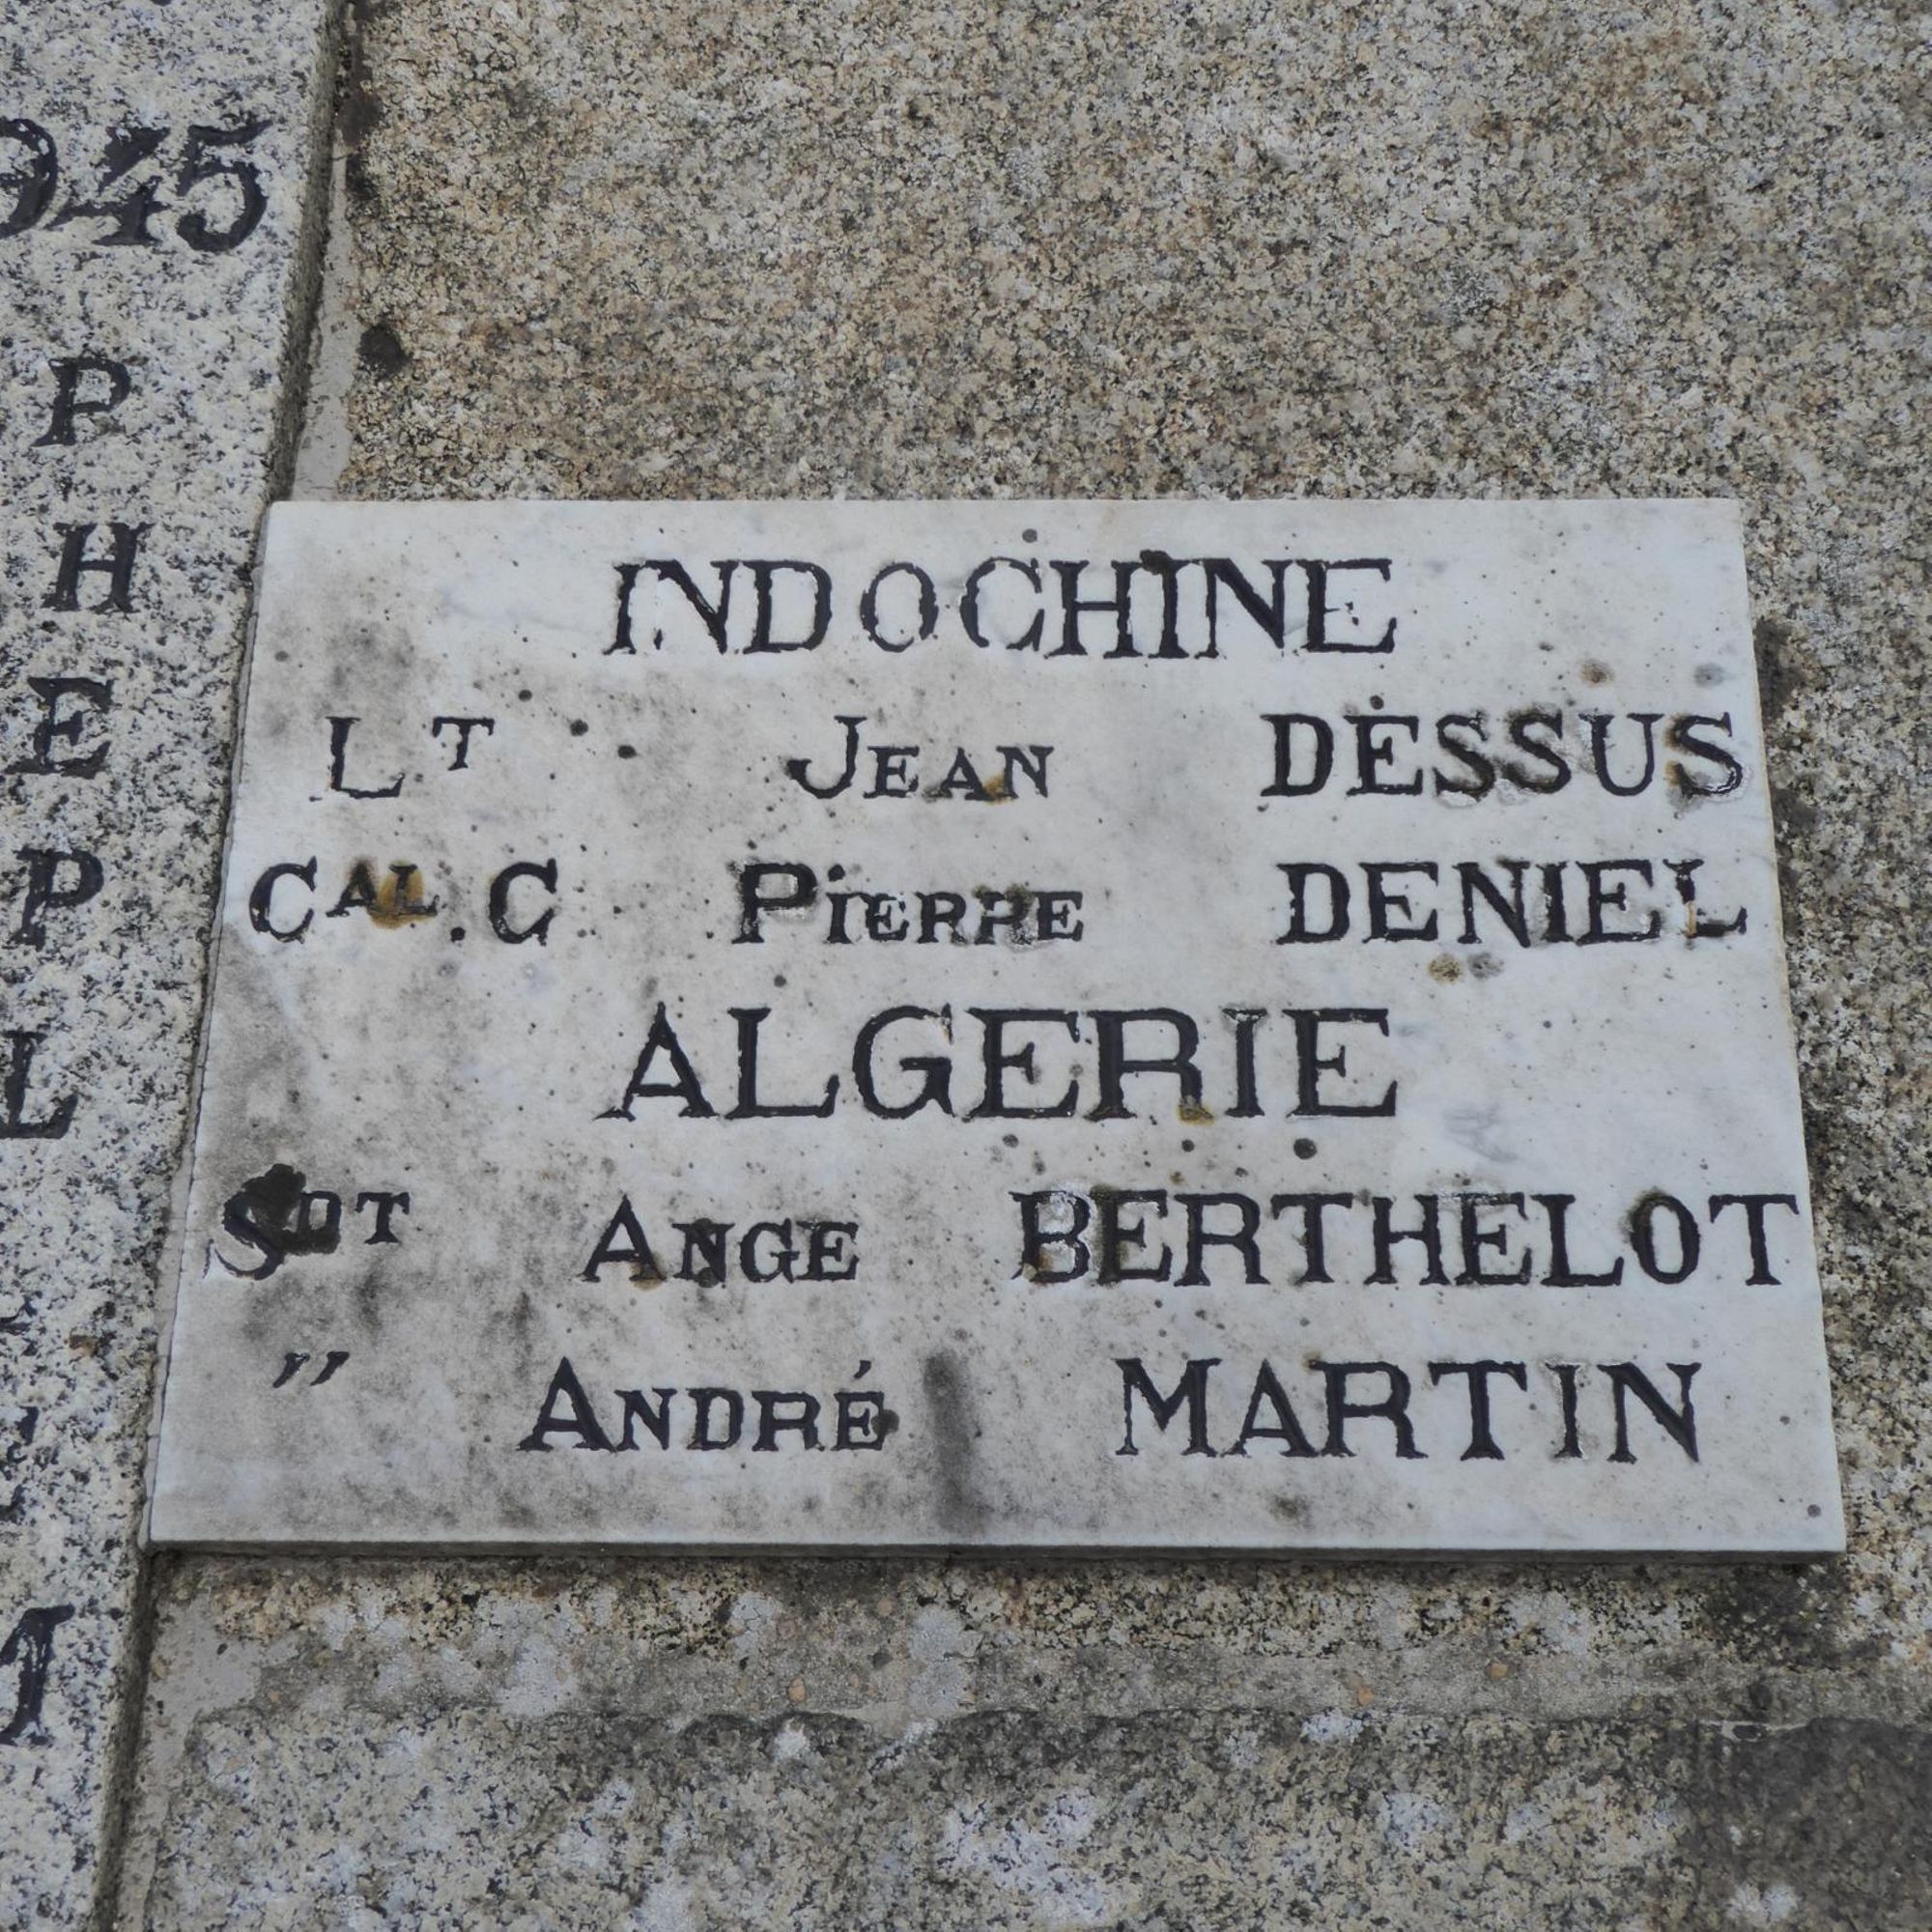 945
P
H
E
P
L
INDOCHINE
LT JEAN DESSUS
CAL.C PiERRE DENIEL
ALGERIE
SDT ANGE BERTHELOT
" ANDRÉ MARTIN